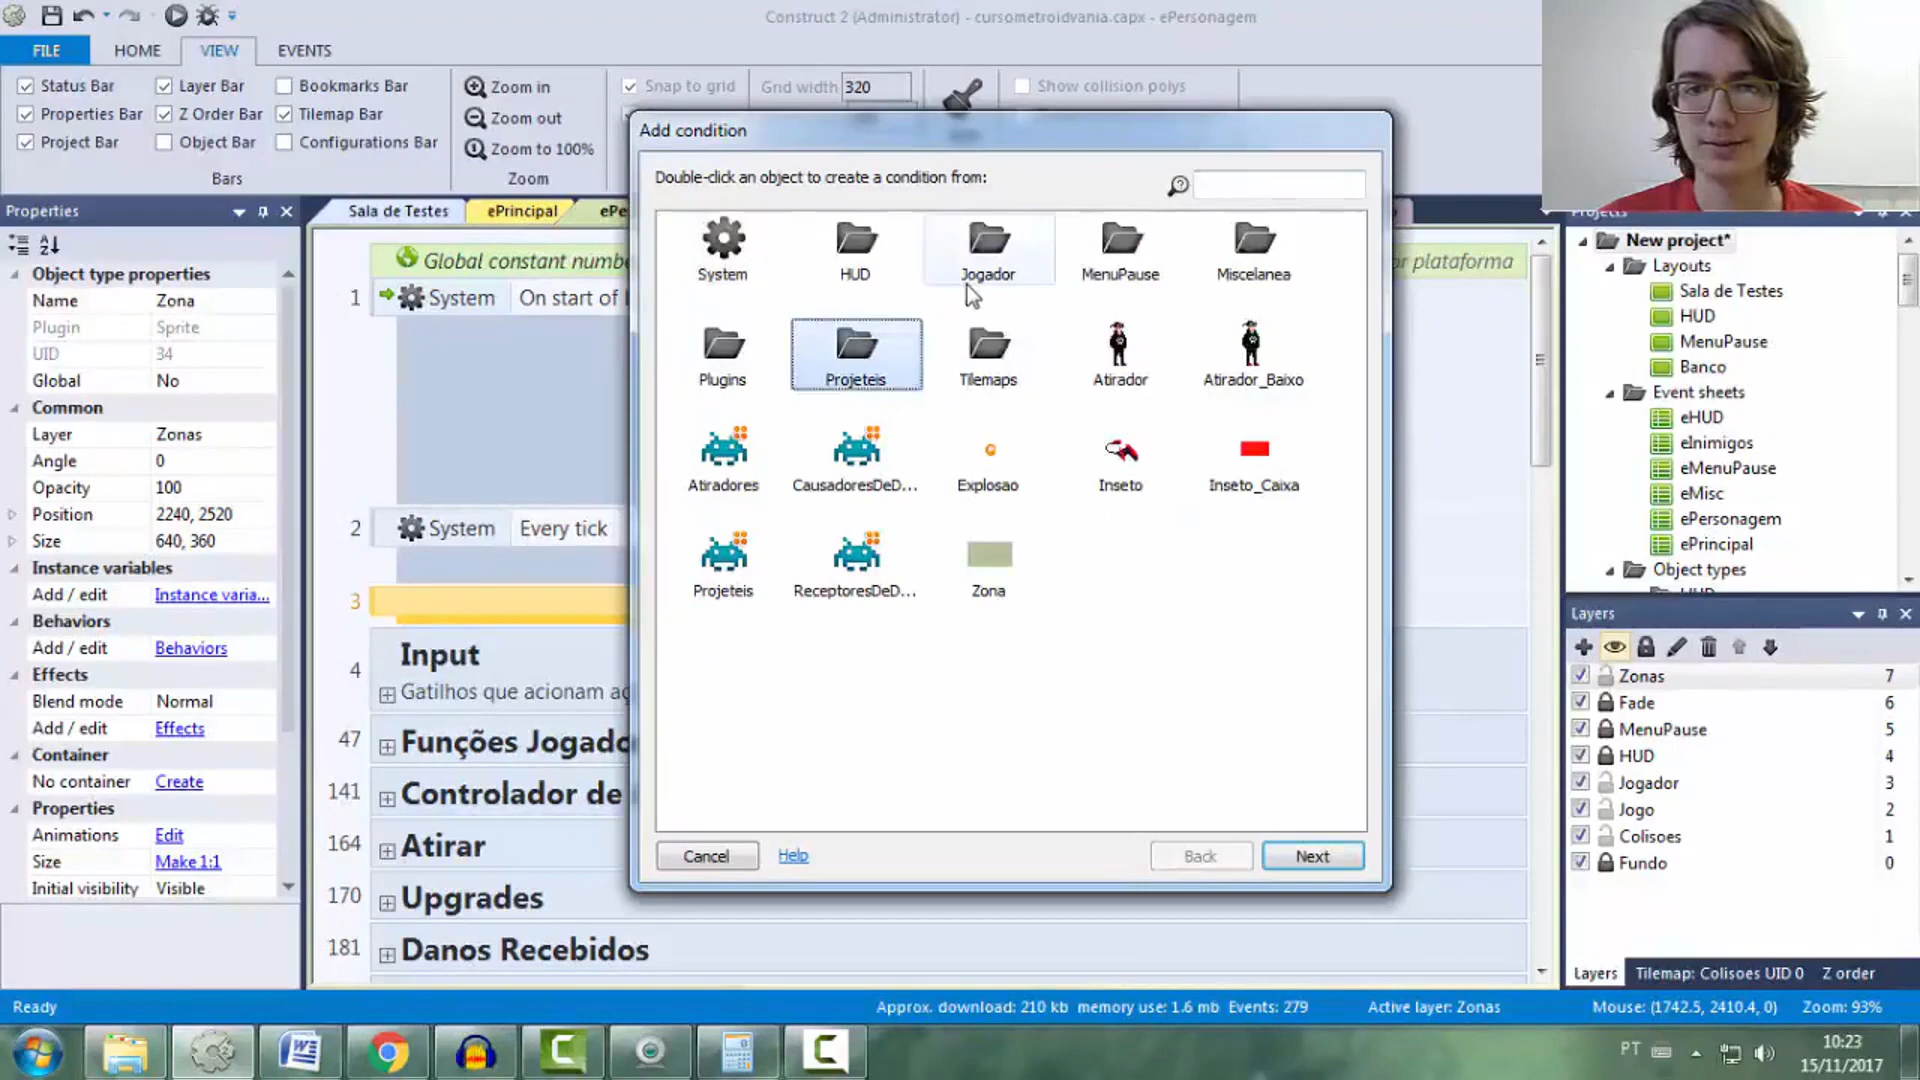 Construct 2 (Administrator) - cursometroidvania.capx - ePersonagem
FILE HOME VIEW EVENTS
Status Bar
Layer Bar
Bookmarks Bar
Properties Bar
Z Order Bar
Tilemap Bar
Project Bar
Object Bar
Configurations Bar
Bars
Zoom in
Zoom out
Zoom to 100%
Zoom
Snap to grid
Grid width 320
Show collision polys
Properties
Object type properties
Name Zona
Plugin Sprite
UID 34
Global No
Common
Layer Zonas
Angle 0
Opacity 100
Position 2240, 2520
Size 640, 360
Instance variables
Add / edit Instance varia...
Behaviors
Add / edit Behaviors
Effects
Blend mode Normal
Add / edit Effects
Container
No container Create
Properties
Animations Edit
Size Make 1:1
Initial visibility Visible
Sala de Testes ePrincipal
Global constant numb
or plataforma
1 System On start of
2 System Every tick
3
4 Input
Gatilhos que acionam
47 Funções Jogado
141 Controlador de
164 Atirar
170 Upgrades
181 Danos Recebidos
Add condition
Double-click an object to create a condition from:
System HUD Jogador MenuPause Miscelanea
Plugins Projeteis Tilemaps Atirador Atirador_Baixo
Atiradores CausadoresDeD... Explosao Inseto Inseto_Caixa
Projeteis ReceptoresDeD... Zona
Cancel Help Back Next
Projects
New project*
Layouts
Sala de Testes
HUD
MenuPause
Banco
Event sheets
eHUD
eInimigos
eMenuPause
eMisc
ePersonagem
ePrincipal
Object types
Layers
Zonas 7
Fade 6
MenuPause 5
HUD 4
Jogador 3
Jogo 2
Colisoes 1
Fundo 0
Layers Tilemap: Colisoes UID 0 Z order
Ready Approx. download: 210 kb memory use: 1.6 mb Events: 279 Active layer: Zonas Mouse: (1742.5, 2410.4, 0) Zoom: 93%
PT
10:23
15/11/2017